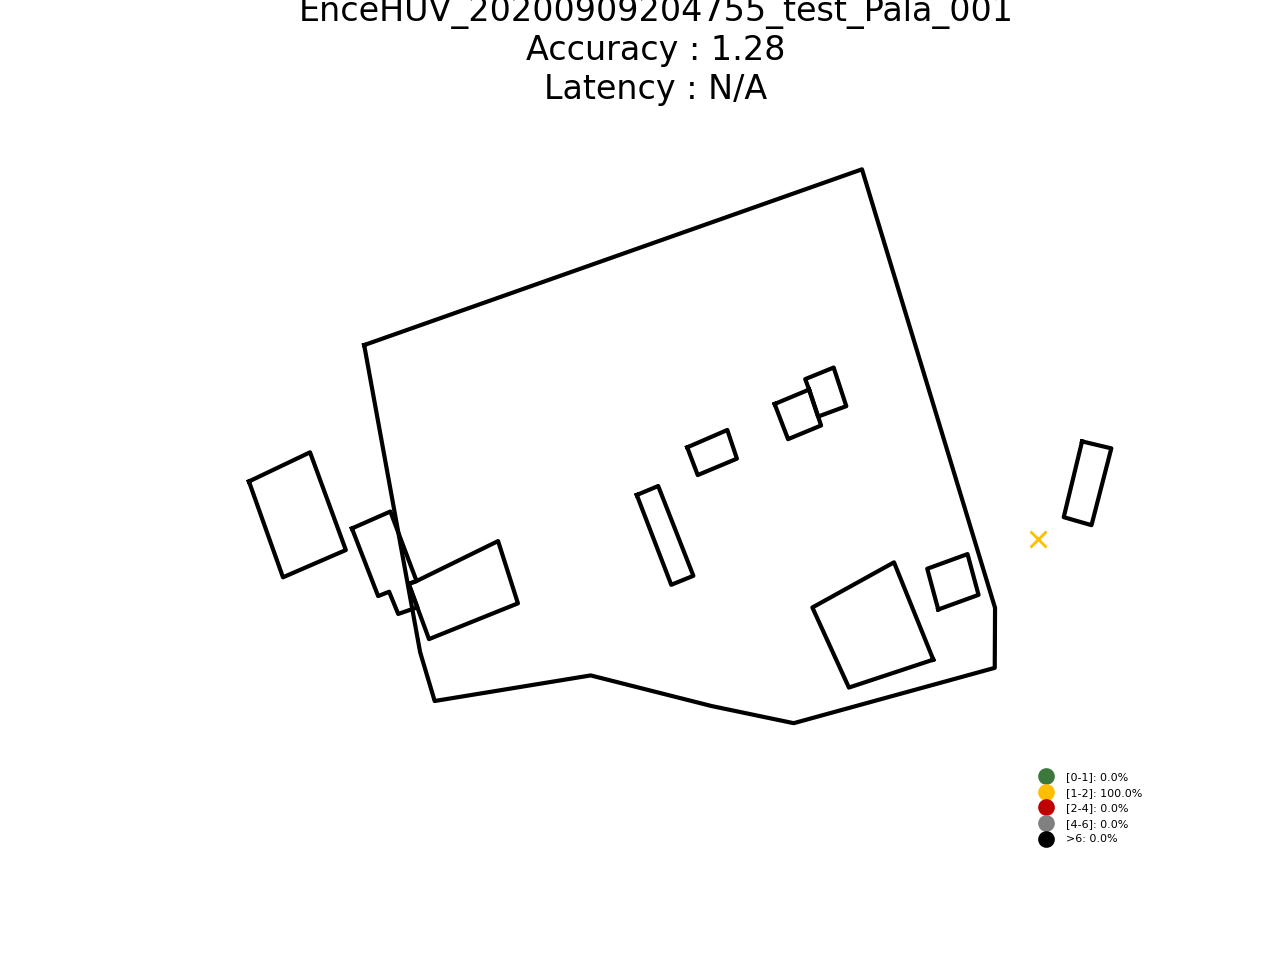 EnceHUV_20200909204755_test_Pala_001
Accuracy : 1.28
Latency : N/A
[0-1]: 0.0%
[1-2]: 100.0%
[2-4]: 0.0%
[4-6]: 0.0%
>6: 0.0%